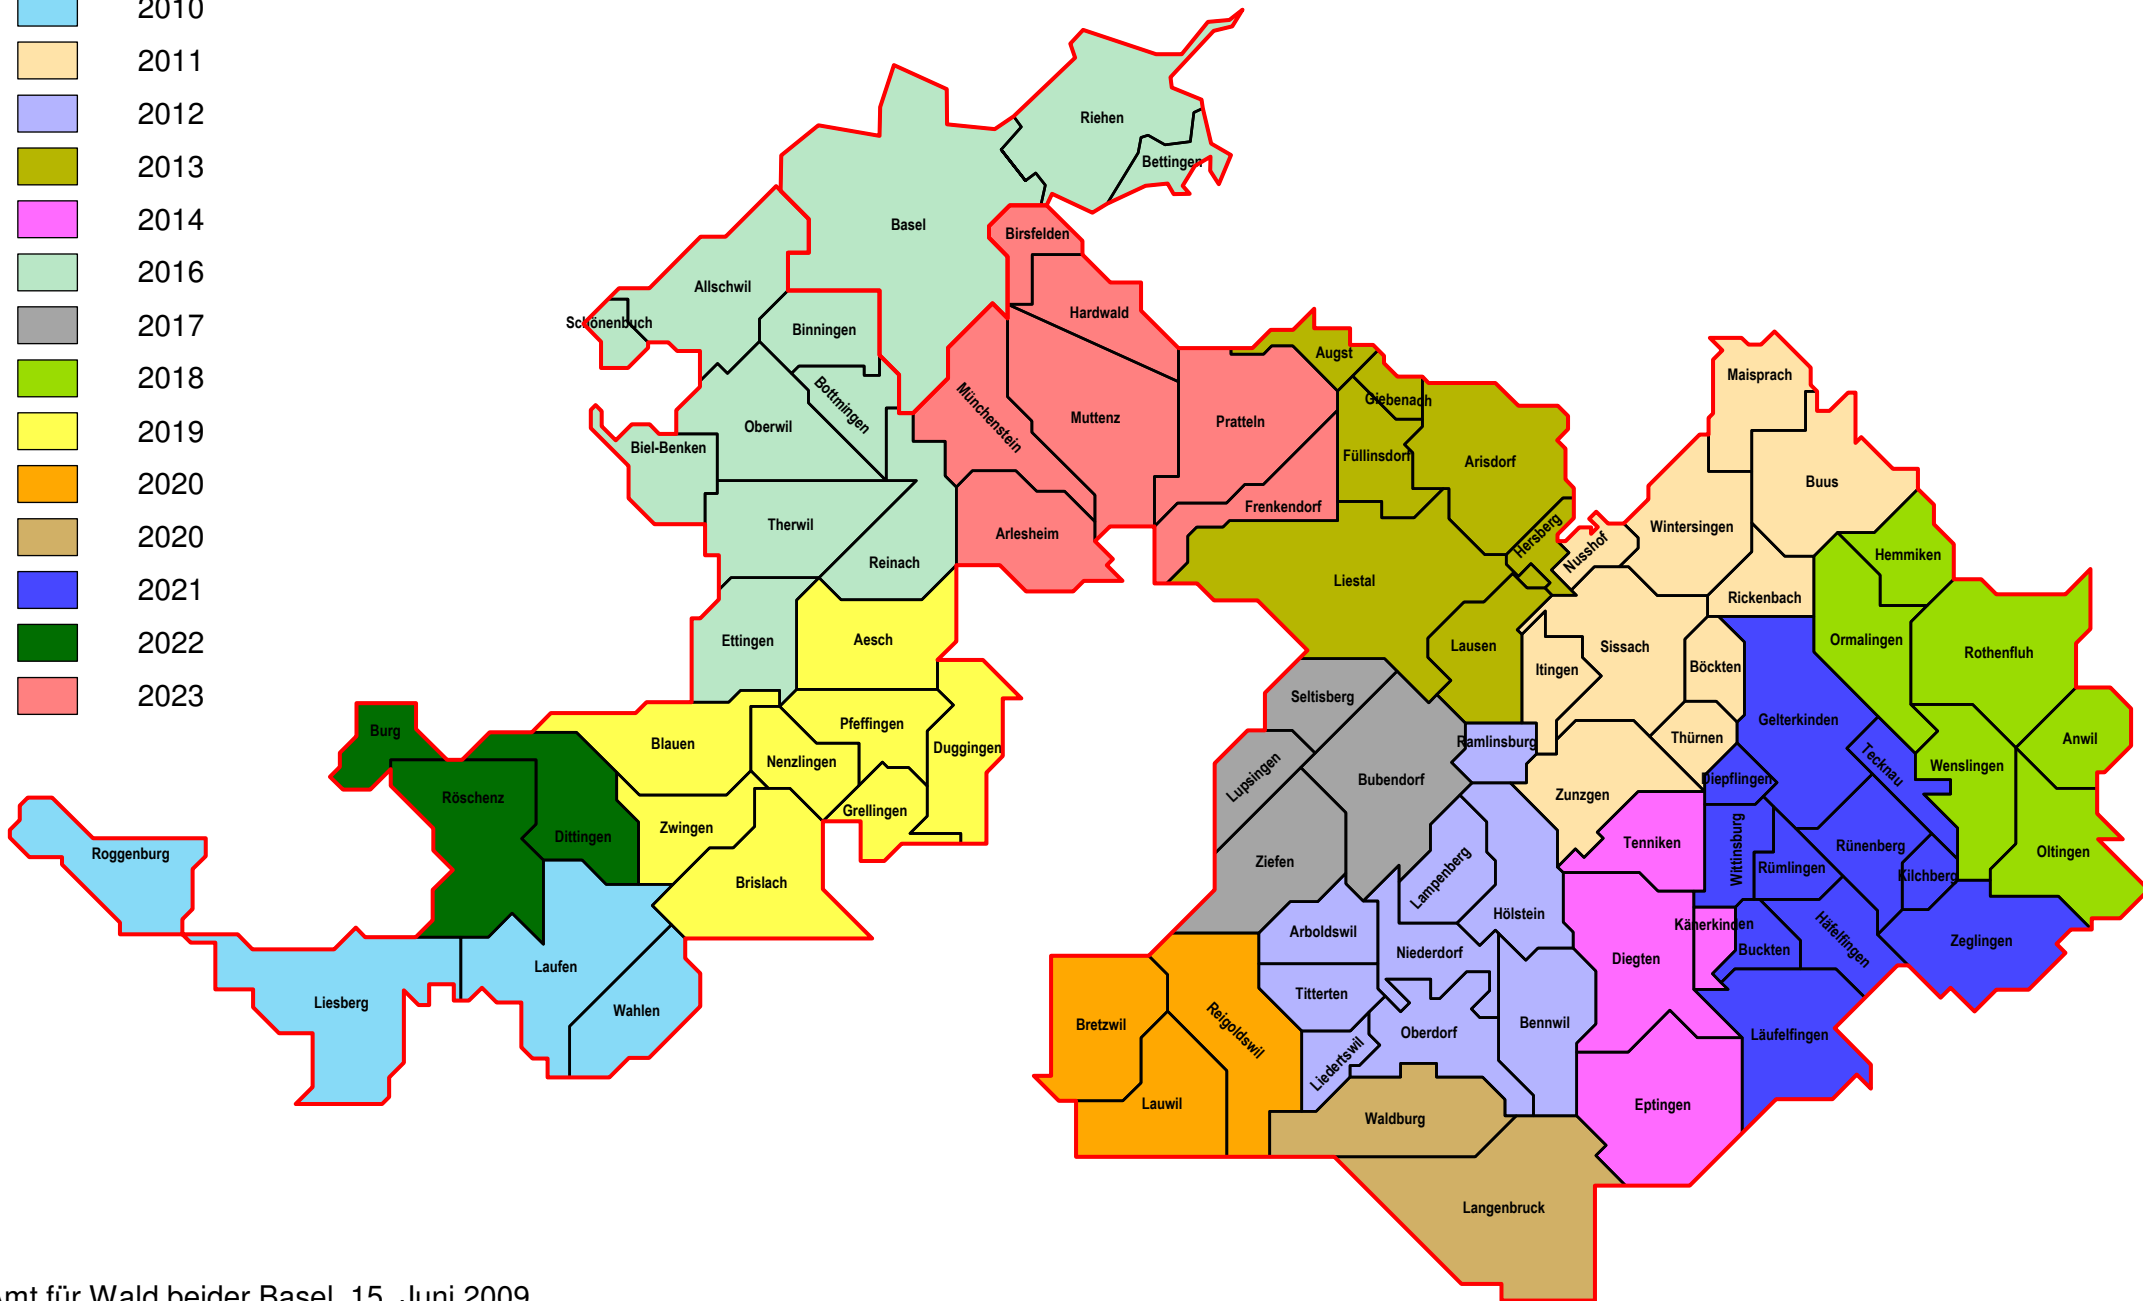 2010
2011
2012
2013
2014
2016
2017
2018
2019
2020
2020
2021
2022
2023
Riehen
Bettingen
Basel
Birsfelden
Allschwil
Hardwald
Schönenbuch
Binningen
Augst
Maisprach
Bottmingen
Giebenach
Münchenstein
Muttenz
Pratteln
Oberwil
Biel-Benken
Füllinsdorf
Arisdorf
Buus
Frenkendorf
Therwil
Arlesheim
Hersberg
Nusshof
Wintersingen
Hemmiken
Reinach
Liestal
Rickenbach
Ettingen
Aesch
Lausen
Sissach
Ormalingen
Rothenfluh
Itingen
Böckten
Seltisberg
Gelterkinden
Pfeffingen
Burg
Blauen
Duggingen
Ramlinsburg
Thürnen
Anwil
Nenzlingen
Lupsingen
Bubendorf
Tecknau
Wenslingen
Diepflingen
Röschenz
Zunzgen
Grellingen
Zwingen
Dittingen
Tenniken
Wittinsburg
Rünenberg
Oltingen
Roggenburg
Ziefen
Rümlingen
Kilchberg
Brislach
Lampenberg
Hölstein
Känerkinden
Arboldswil
Häfelfingen
Zeglingen
Niederdorf
Buckten
Diegten
Laufen
Titterten
Liesberg
Wahlen
Bretzwil
Reigoldswil
Oberdorf
Bennwil
Läufelfingen
Liedertswil
Lauwil
Waldburg
Eptingen
Langenbruck
Amt für Wald beider Basel, 15. Juni 2009